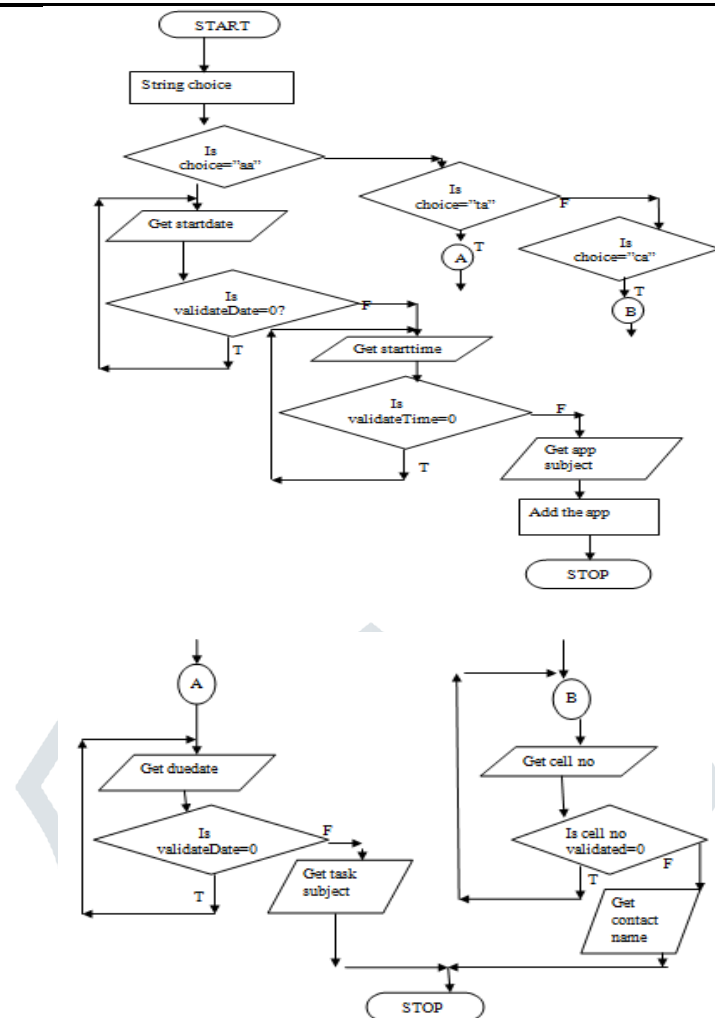 START
String choice
Is
choice="aa"
Is
choice="ta"
F
Is
choice="ca"
T
A
T
B
Get startdate
Is
validateDate=0?
F
T
Get starttime
Is
validateTime=0
F
T
Get app
subject
Add the app
STOP
A
Get duedate
Is
validateDate=0
F
T
Get task
subject
B
Get cell no
Is cell no
validated=0
F
T
Get
contact
name
STOP